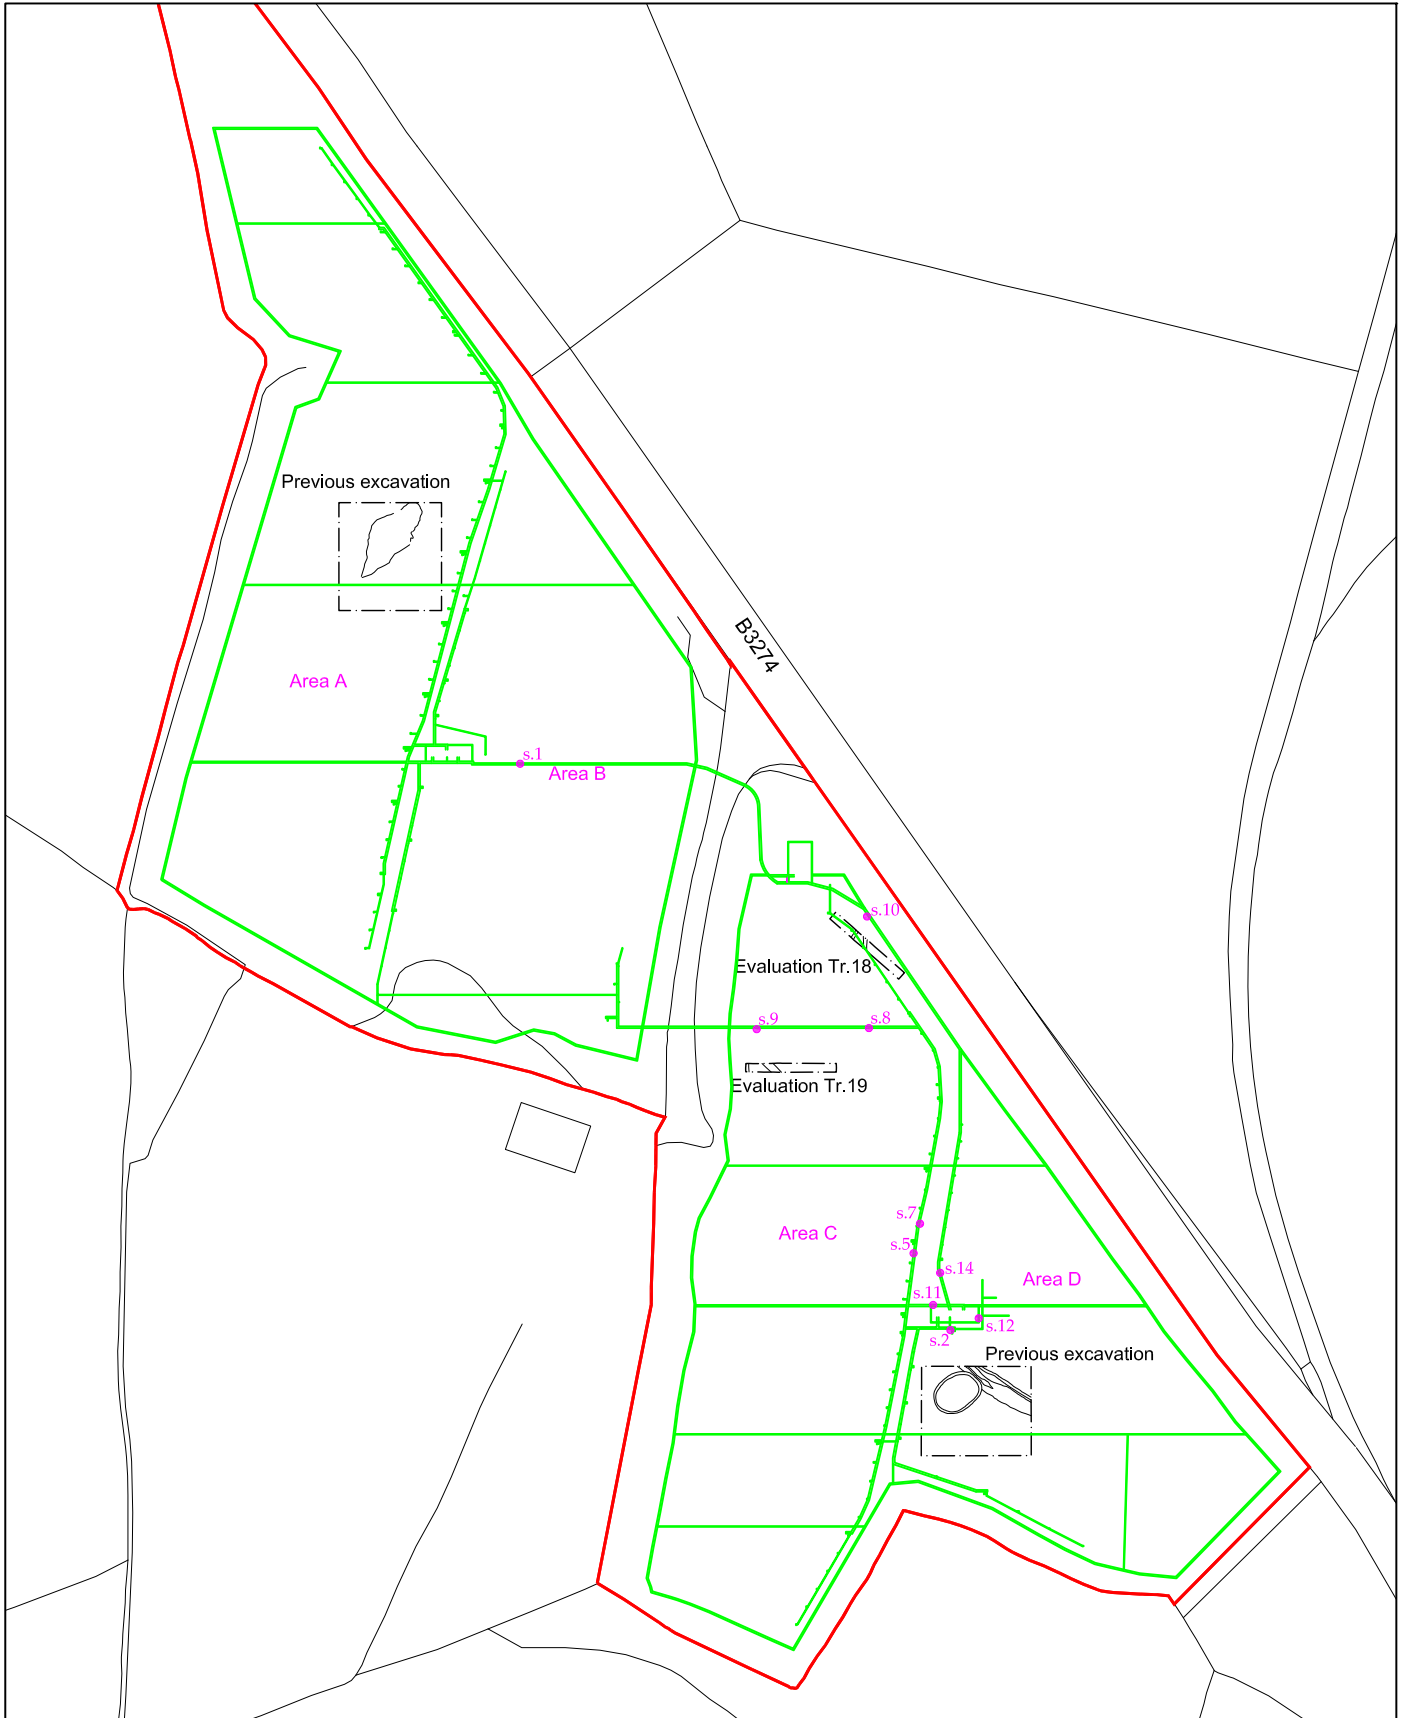 Previous excavation
B3274
Area A
s.1
Area B
s.10
Evaluation Tr.18
s.9
s.8
Evaluation Tr.19
s.7
Area C
s.5
s.14
Area D
s.11
s.12
s.2
Previous excavation